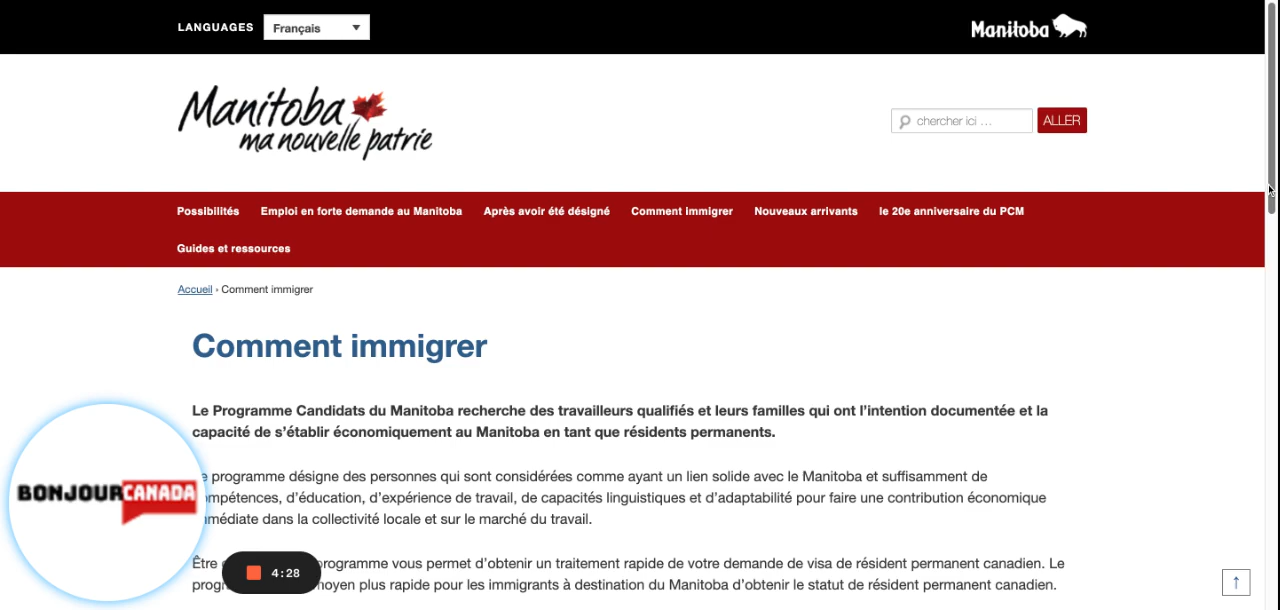 LANGUAGES Français Manitoba
Manitoba
ma nouvelle patrie
chercher ici ... ALLER
Possibilités Emploi en forte demande au Manitoba Après avoir été désigné Comment immigrer Nouveaux arrivants le 20e anniversaire du PCM
Guides et ressources
Accueil › Comment immigrer
Comment immigrer
Le Programme Candidats du Manitoba recherche des travailleurs qualifiés et leurs familles qui ont l’intention documentée et la
capacité de s’établir économiquement au Manitoba en tant que résidents permanents.
programme désigne des personnes qui sont considérées comme ayant un lien solide avec le Manitoba et suffisamment de
BONJOURCANADA
d’éducation, d’expérience de travail, de capacités linguistiques et d’adaptabilité pour faire une contribution économique
dans la collectivité locale et sur le marché du travail.
Être programme vous permet d’obtenir un traitement rapide de votre demande de visa de résident permanent canadien. Le
4:28
moyen plus rapide pour les immigrants à destination du Manitoba d’obtenir le statut de résident permanent canadien.